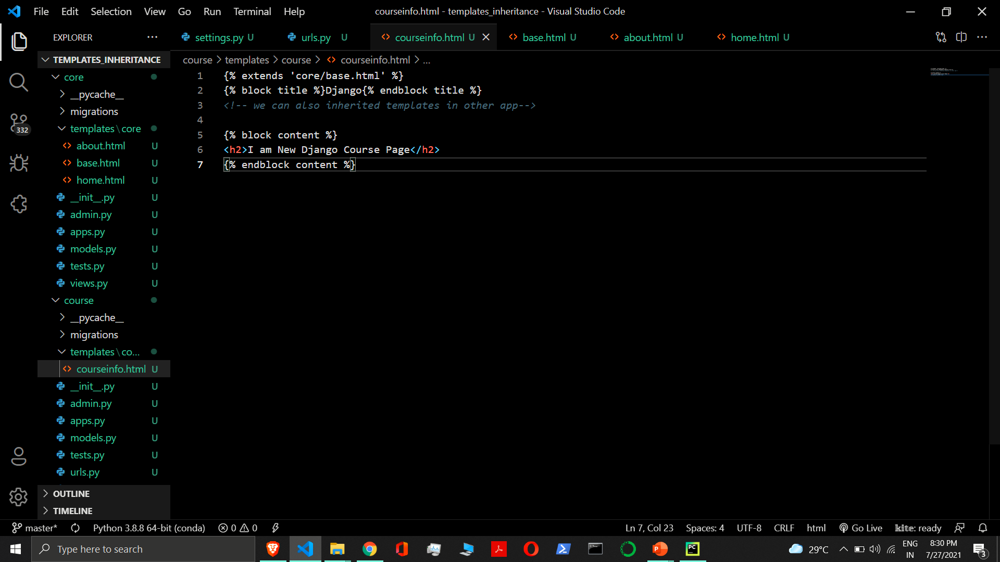 File Edit Selection View Go Run Terminal Help
courseinfo.html - templates_inheritance - Visual Studio Code
EXPLORER
settings.py U
urls.py U
courseinfo.html U
base.html U
about.html U
home.html U
TEMPLATES_INHERITANCE
course > templates > course > courseinfo.html > ...
core
__pycache__
migrations
templates\core
about.html U
base.html U
home.html U
__init__.py U
admin.py U
apps.py U
models.py U
tests.py U
views.py U
course
__pycache__
migrations
templates\co...
courseinfo.html U
__init__.py U
admin.py U
apps.py U
models.py U
tests.py U
urls.py U
OUTLINE
TIMELINE
332
1 {% extends 'core/base.html' %}
2 {% block title %}Django{% endblock title %}
3 <!-- we can also inherited templates in other app-->
4
5 {% block content %}
6 <h2>I am New Django Course Page</h2>
7 {% endblock content %}
master* Python 3.8.8 64-bit (conda) 0 0
Ln 7, Col 23 Spaces: 4 UTF-8 CRLF html Go Live kite: ready
Type here to search
PC
29°C
ENG
IN
8:30 PM
7/27/2021
3